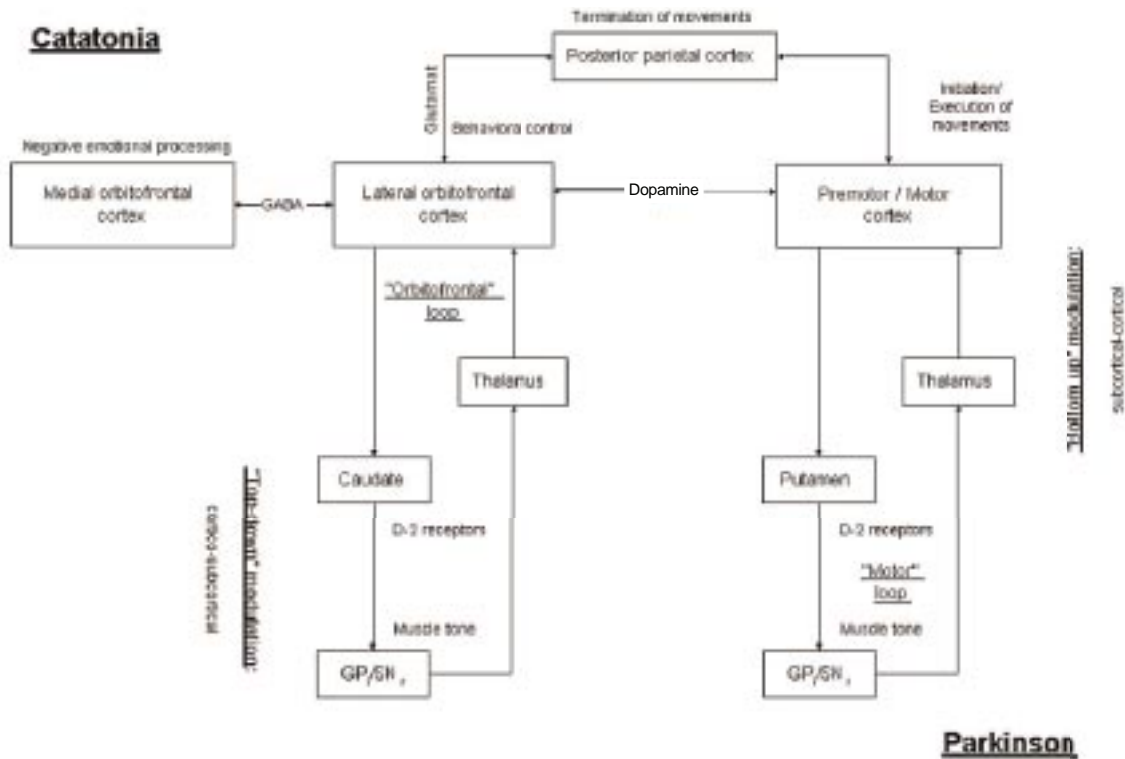 Catatonia
Termination of movements
Posterior parietal cortex
Glutamat
Behaviora control
Initiation/
Execution of
movements
Negative emotional processing
Medial orbitofrontal
cortex
GABA
Lateral orbitofrontal
cortex
Dopamine
Premotor / Motor
cortex
"Orbitofrontal"
loop
Thalamus
Thalamus
"Bottom up" modulation:
subcortical-cortical
Caudate
Putamen
"Top-down" modulation:
cortico-subcortical
D-2 receptors
D-2 receptors
"Motor"
loop
Muscle tone
Muscle tone
GPi/SN
GPi/SN
Parkinson